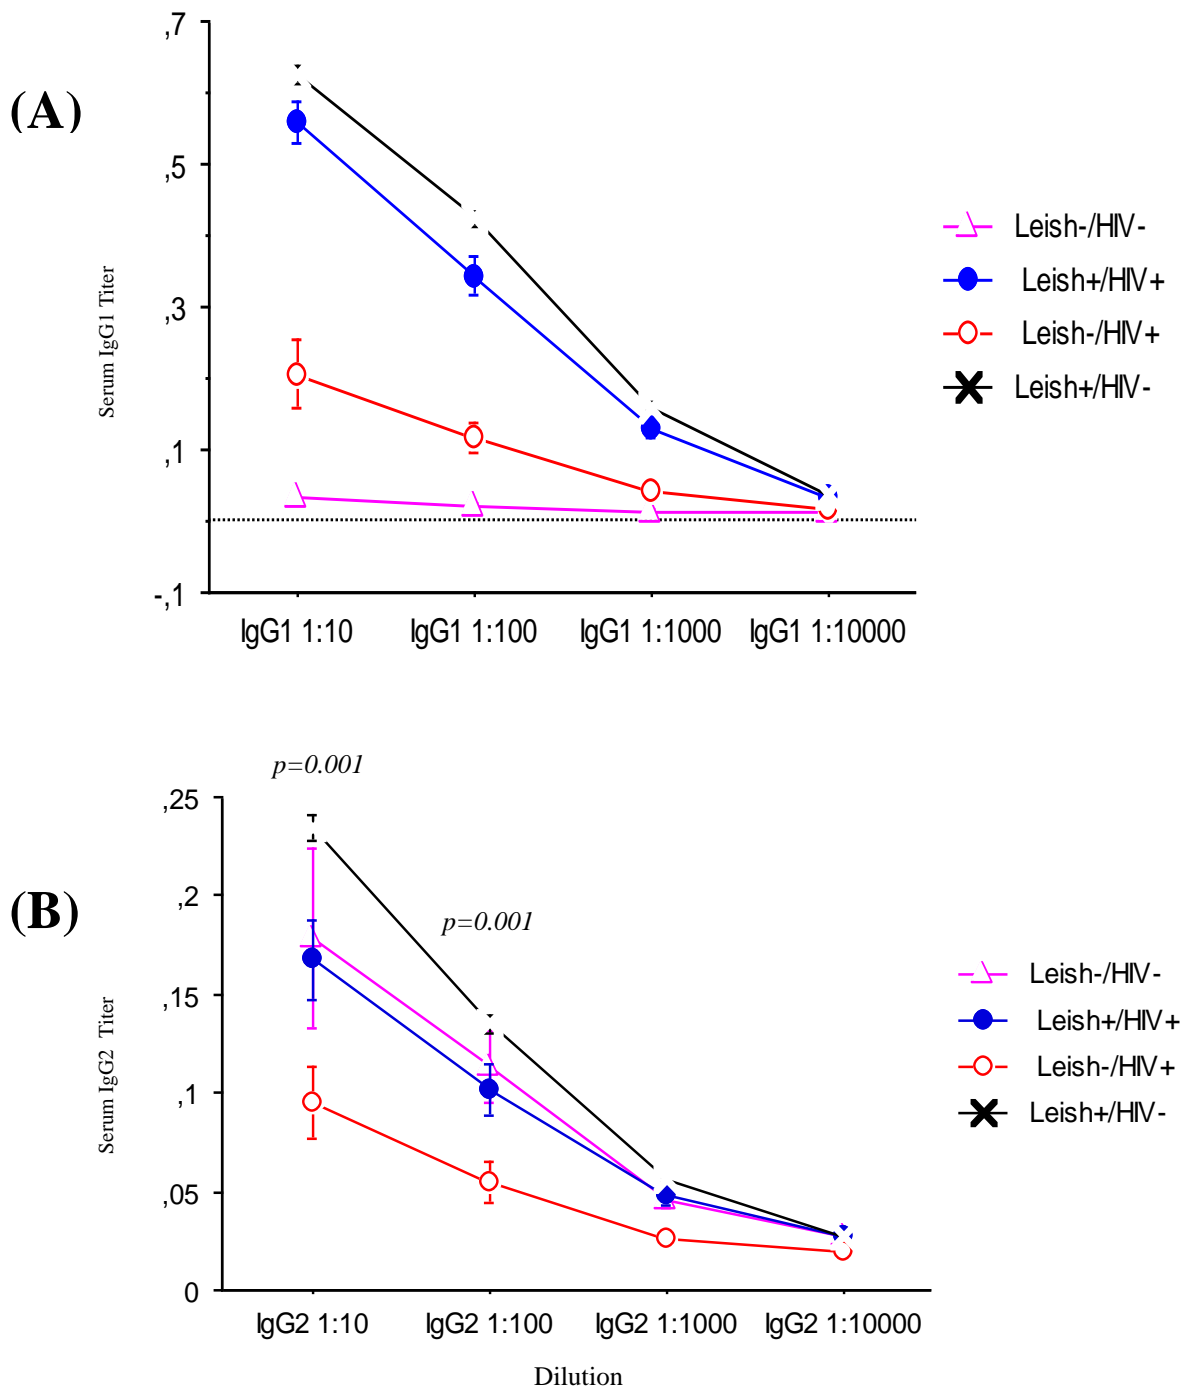 (A)
Serum IgG1 Titer
,7
,5
,3
,1
-,1
IgG1 1:10 IgG1 1:100 IgG1 1:1000 IgG1 1:10000
Leish-/HIV-
Leish+/HIV+
Leish-/HIV+
Leish+/HIV-
(B)
Serum IgG2 Titer
p=0.001
p=0.001
,25
,2
,15
,1
,05
0
IgG2 1:10 IgG2 1:100 IgG2 1:1000 IgG2 1:10000
Dilution
Leish-/HIV-
Leish+/HIV+
Leish-/HIV+
Leish+/HIV-